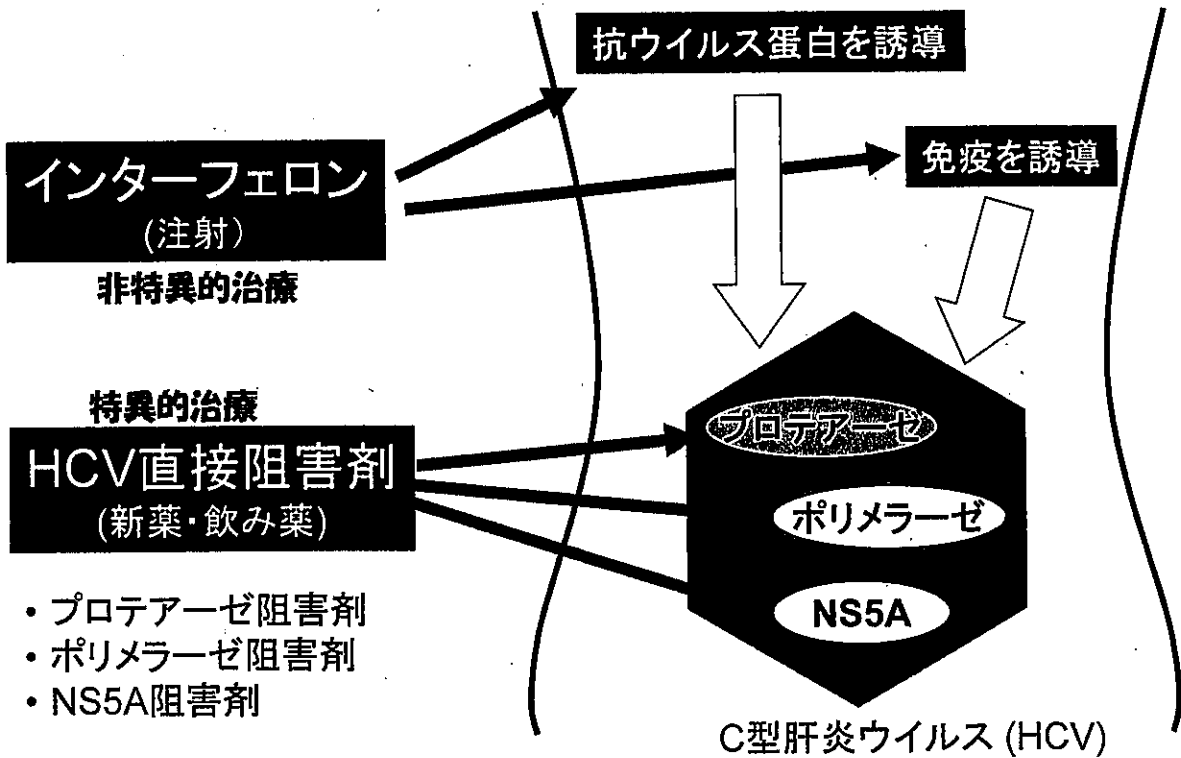 抗ウイルス蛋白を誘導
免疫を誘導
インターフェロン
(注射)
非特異的治療
特異的治療
HCV直接阻害剤
(新薬・飲み薬)
・プロテアーゼ阻害剤
・ポリメラーゼ阻害剤
・NS5A阻害剤
プロテアーゼ
ポリメラーゼ
NS5A
C型肝炎ウイルス (HCV)